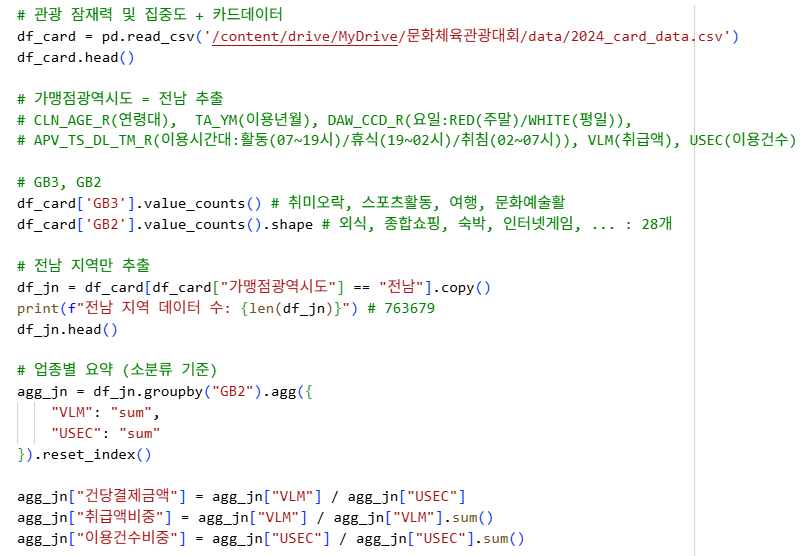 # 관광 잠재력 및 집중도 + 카드데이터
df_card = pd.read_csv('/content/drive/MyDrive/문화체육관광대회/data/2024_card_data.csv')
df_card.head()
# 가맹점광역시도 = 전남 추출
# CLN_AGE_R(연령대),  TA_YM(이용년월), DAW_CCD_R(요일:RED(주말)/WHITE(평일)),
# APV_TS_DL_TM_R(이용시간대:활동(07~19시)/휴식(19~02시)/취침(02~07시)), VLM(취급액), USEC(이용건수)
# GB3, GB2
df_card['GB3'].value_counts() # 취미오락, 스포츠활동, 여행, 문화예술활
df_card['GB2'].value_counts().shape # 외식, 종합쇼핑, 숙박, 인터넷게임, ... : 28개
# 전남 지역만 추출
df_jn = df_card[df_card["가맹점광역시도"] == "전남"].copy()
print(f"전남 지역 데이터 수: {len(df_jn)}") # 763679
df_jn.head()
# 업종별 요약 (소분류 기준)
agg_jn = df_jn.groupby("GB2").agg({
    "VLM": "sum",
    "USEC": "sum"
}).reset_index()
agg_jn["건당결제금액"] = agg_jn["VLM"] / agg_jn["USEC"]
agg_jn["취급액비중"] = agg_jn["VLM"] / agg_jn["VLM"].sum()
agg_jn["이용건수비중"] = agg_jn["USEC"] / agg_jn["USEC"].sum()